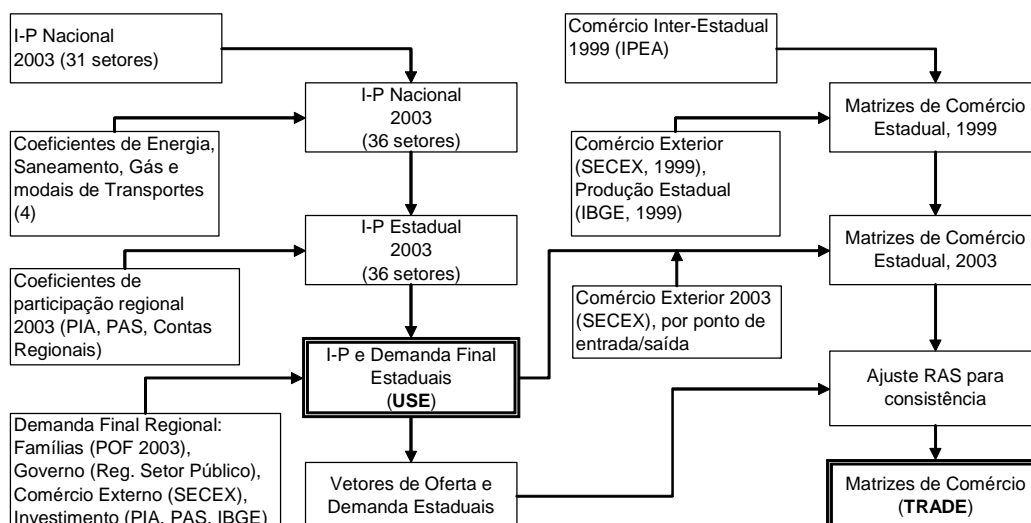 I-P Nacional
2003 (31 setores)
I-P Nacional
2003
(36 setores)
Coeficientes de Energia,
Saneamento, Gás e
modais de Transportes
(4)
I-P Estadual
2003
(36 setores)
Coeficientes de
participação regional
2003 (PIA, PAS, Contas
Regionais)
I-P e Demanda Final
Estaduais
(USE)
Demanda Final Regional:
Famílias (POF 2003),
Governo (Reg. Setor Público),
Comércio Externo (SECEX),
Investimento (PIA, PAS, IBGE)
Vetores de Oferta e
Demanda Estaduais
Comércio Inter-Estadual
1999 (IPEA)
Matrizes de Comércio
Estadual, 1999
Comércio Exterior
(SECEX, 1999),
Produção Estadual
(IBGE, 1999)
Matrizes de Comércio
Estadual, 2003
Comércio Exterior 2003
(SECEX), por ponto de
entrada/saída
Ajuste RAS para
consistência
Matrizes de Comércio
(TRADE)